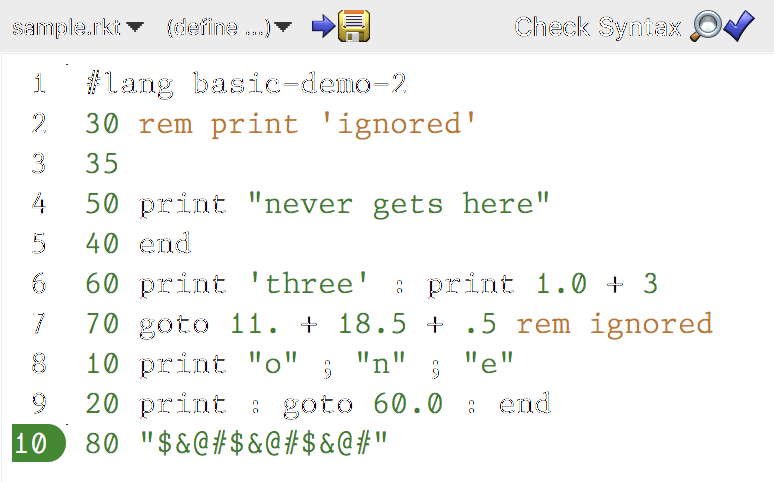 sample.rkt (define ...) Check Syntax
1 #lang basic-demo-2
2 30 rem print 'ignored'
3 35
4 50 print "never gets here"
5 40 end
6 60 print 'three' : print 1.0 + 3
7 70 goto 11. + 18.5 + .5 rem ignored
8 10 print "o" ; "n" ; "e"
9 20 print : goto 60.0 : end
10 80 "$&@#$&@#$&@#"